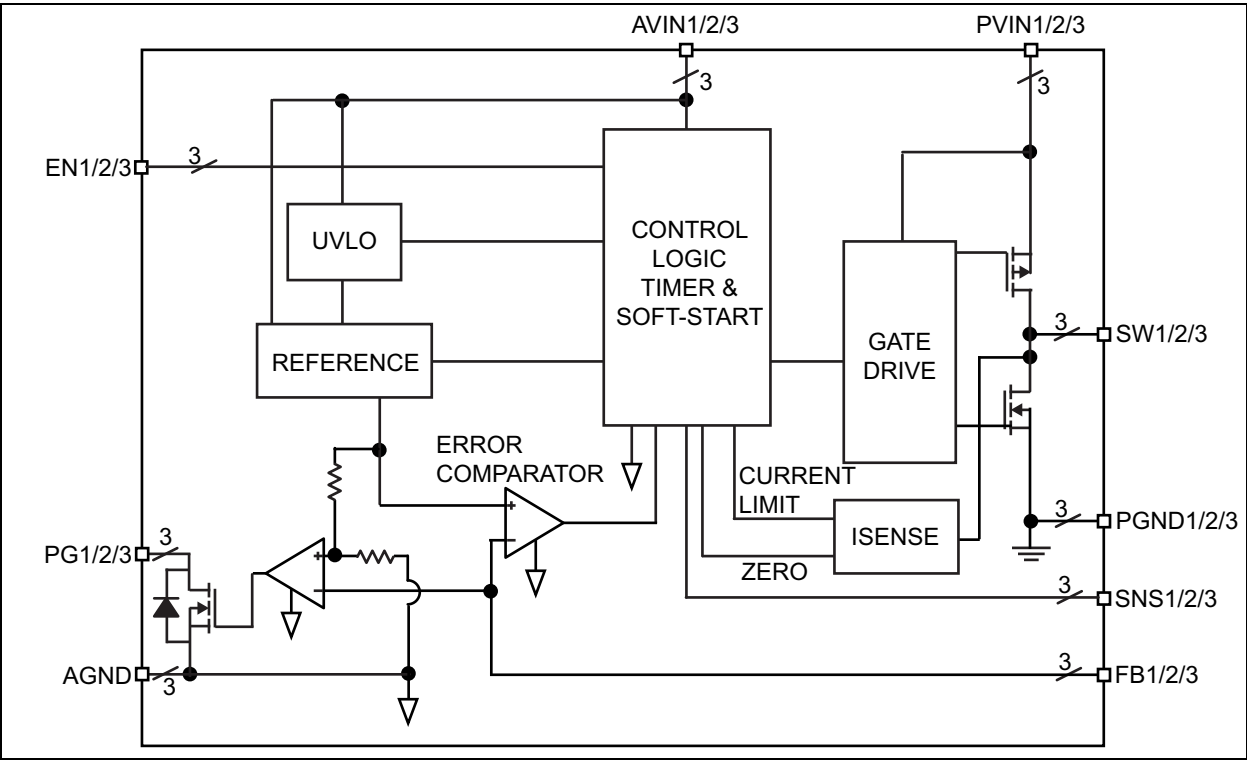 AVIN1/2/3
PVIN1/2/3
3
3
EN1/2/3
3
UVLO
CONTROL
LOGIC
TIMER &
SOFT-START
GATE
DRIVE
3
SW1/2/3
REFERENCE
ERROR
COMPARATOR
+
–
CURRENT
LIMIT
ISENSE
ZERO
3
PGND1/2/3
3
PG1/2/3
+
–
3
SNS1/2/3
AGND
3
3
FB1/2/3